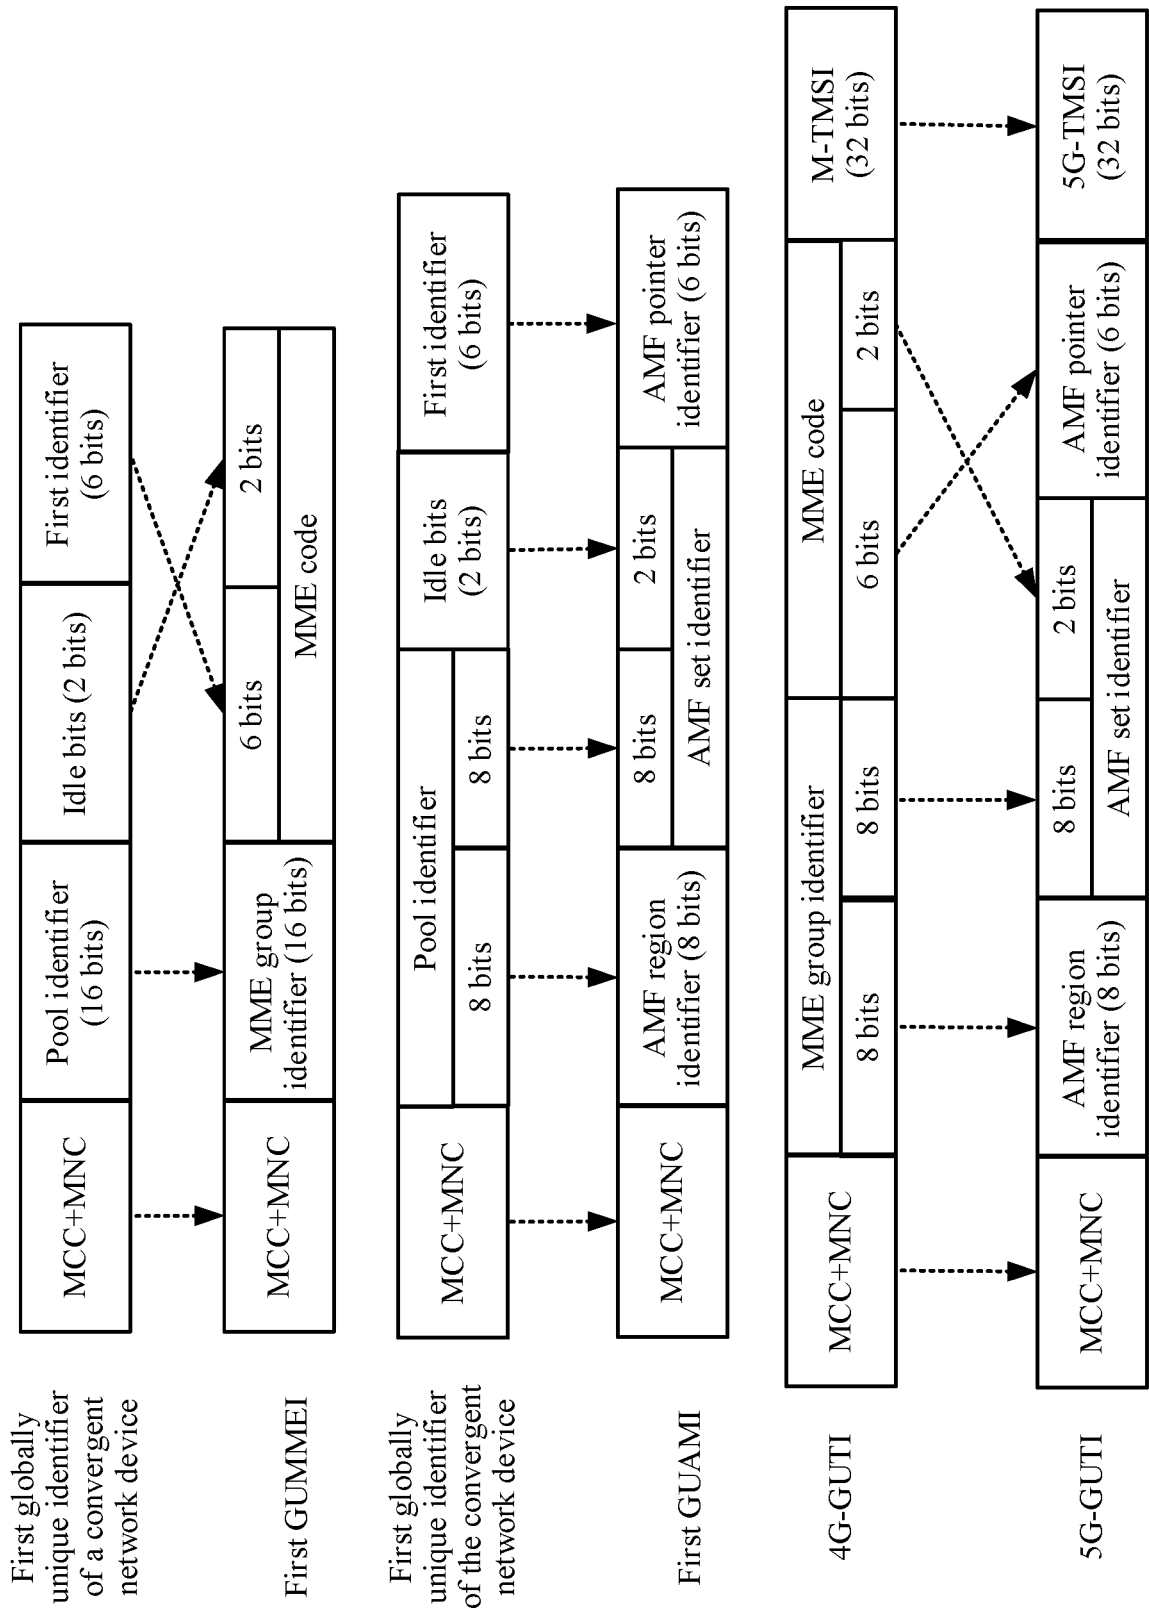 First globally
unique identifier
of a convergent
network device
MCC+MNC
Pool identifier
(16 bits)
Idle bits (2 bits)
First identifier
(6 bits)
First GUMMEI
MCC+MNC
MME group
identifier (16 bits)
6 bits
2 bits
MME code
First globally
unique identifier
of the convergent
network device
MCC+MNC
Pool identifier
8 bits
8 bits
Idle bits
(2 bits)
First identifier
(6 bits)
First GUAMI
MCC+MNC
AMF region
identifier (8 bits)
8 bits
2 bits
AMF set identifier
AMF pointer
identifier (6 bits)
4G-GUTI
MCC+MNC
MME group identifier
8 bits
8 bits
MME code
6 bits
2 bits
M-TMSI
(32 bits)
5G-GUTI
MCC+MNC
AMF region
identifier (8 bits)
8 bits
2 bits
AMF set identifier
AMF pointer
identifier (6 bits)
5G-TMSI
(32 bits)